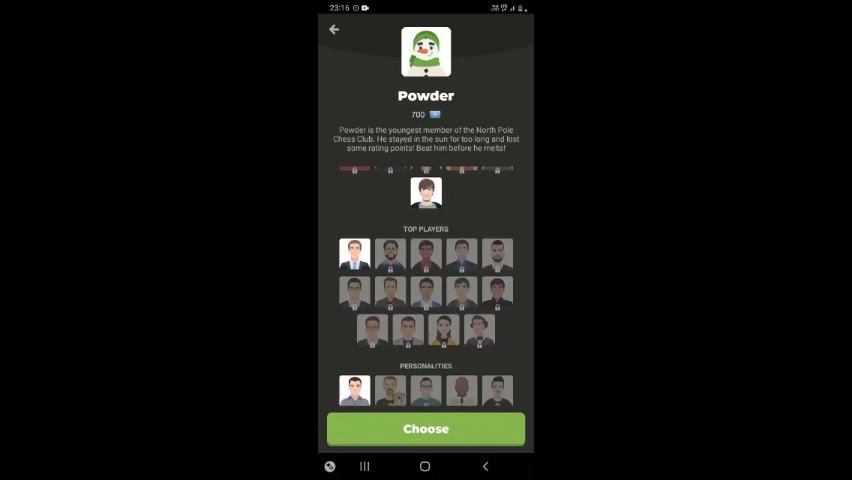 23:16
Powder
700
Powder is the youngest member of the North Pole
Chess Club. He stayed in the sun for too long and lost
some rating points! Beat him before he melts!
TOP PLAYERS
PERSONALITIES
Choose